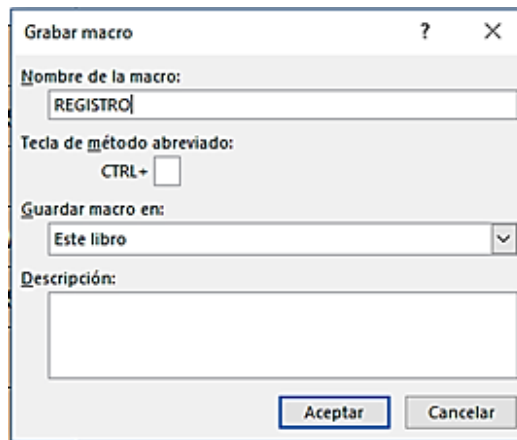 Grabar macro ? ×
Nombre de la macro:
REGISTRO
Tecla de método abreviado:
CTRL+
Guardar macro en:
Este libro
Descripción:
Aceptar Cancelar